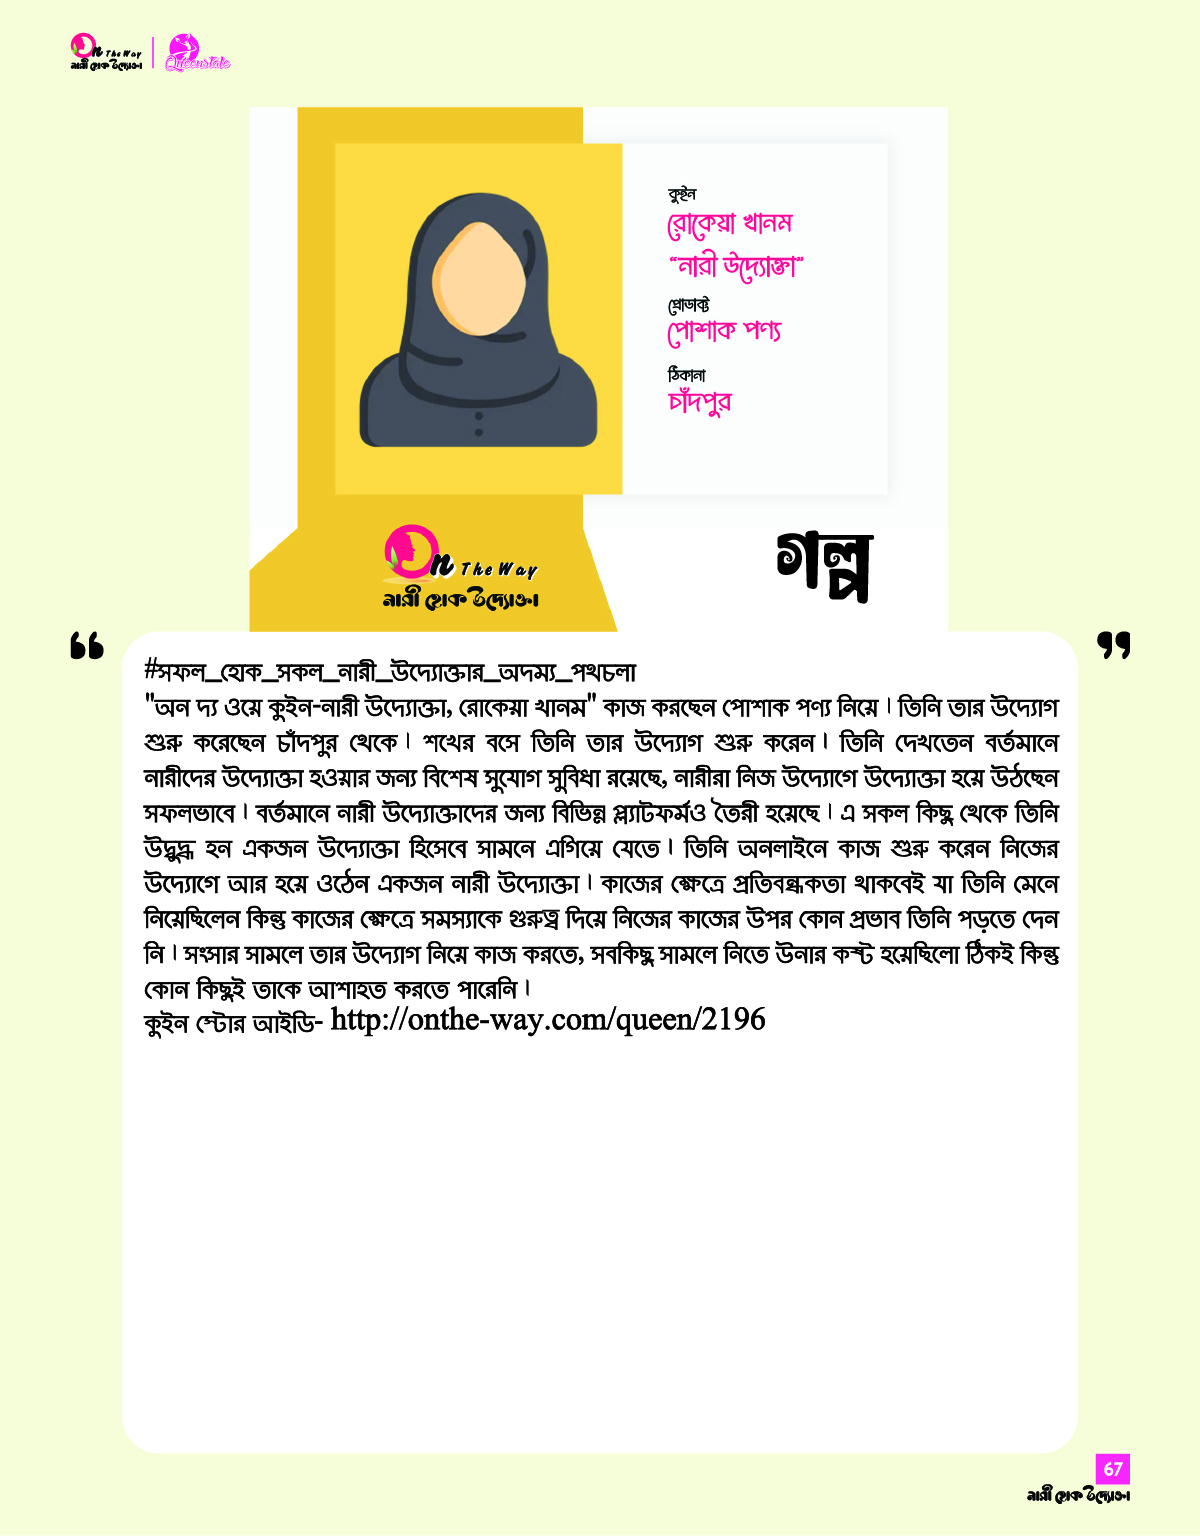 On The Way
নারী হোক উদ্যোক্তা
Queenstale
কুইন
রোকেয়া খানম
“নারী উদ্যোক্তা”
প্রোডাক্ট
পোশাক পণ্য
ঠিকানা
চাঁদপুর
On The Way
নারী হোক উদ্যোক্তা
গল্প
#সফল_হোক_সকল_নারী_উদ্যোক্তার_অদম্য_পথচলা
"অন দ্য ওয়ে কুইন-নারী উদ্যোক্তা, রোকেয়া খানম" কাজ করছেন পোশাক পণ্য নিয়ে। তিনি তার উদ্যোগ
শুরু করেছেন চাঁদপুর থেকে। শখের বসে তিনি তার উদ্যোগ শুরু করেন। তিনি দেখতেন বর্তমানে
নারীদের উদ্যোক্তা হওয়ার জন্য বিশেষ সুযোগ সুবিধা রয়েছে, নারীরা নিজ উদ্যোগে উদ্যোক্তা হয়ে উঠছেন
সফলভাবে। বর্তমানে নারী উদ্যোক্তাদের জন্য বিভিন্ন প্ল্যাটফর্মও তৈরী হয়েছে। এ সকল কিছু থেকে তিনি
উদ্বুদ্ধ হন একজন উদ্যোক্তা হিসেবে সামনে এগিয়ে যেতে। তিনি অনলাইনে কাজ শুরু করেন নিজের
উদ্যোগে আর হয়ে ওঠেন একজন নারী উদ্যোক্তা। কাজের ক্ষেত্রে প্রতিবন্ধকতা থাকবেই যা তিনি মেনে
নিয়েছিলেন কিন্তু কাজের ক্ষেত্রে সমস্যাকে গুরুত্ব দিয়ে নিজের কাজের উপর কোন প্রভাব তিনি পড়তে দেন
নি। সংসার সামলে তার উদ্যোগ নিয়ে কাজ করতে, সবকিছু সামলে নিতে উনার কস্ট হয়েছিলো ঠিকই কিন্তু
কোন কিছুই তাকে আশাহত করতে পারেনি।
কুইন স্টোর আইডি- http://onthe-way.com/queen/2196
67
নারী হোক উদ্যোক্তা